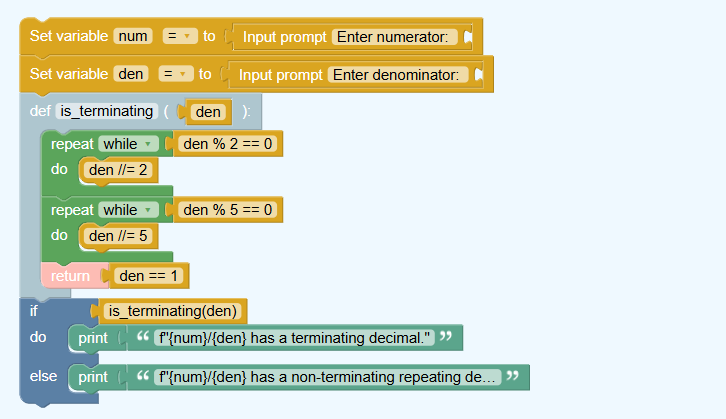 Set variable num = to Input prompt Enter numerator:
Set variable den = to Input prompt Enter denominator:
def is_terminating ( den ):
repeat while den % 2 == 0
do den //= 2
repeat while den % 5 == 0
do den //= 5
return den == 1
if is_terminating(den)
do print “ f"{num}/{den} has a terminating decimal." ”
else print “ f"{num}/{den} has a non-terminating repeating de... ”